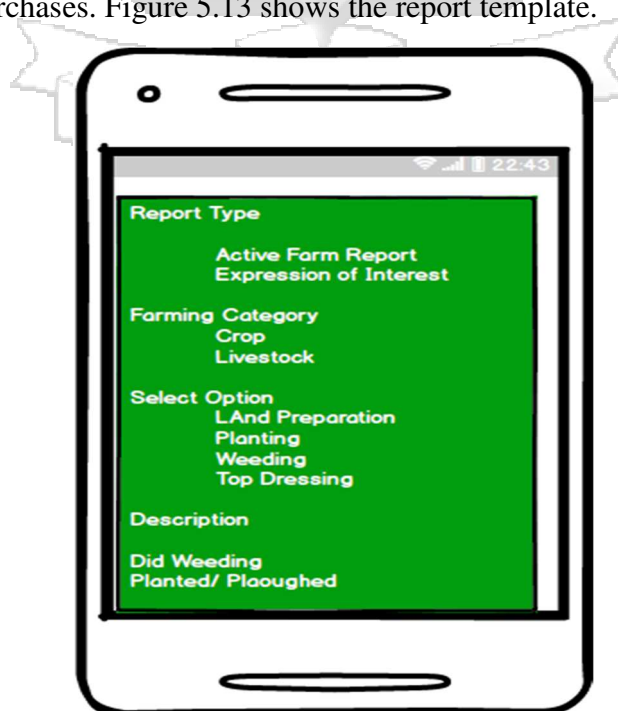 rchases. Figure 5.13 shows the report template.
22:43
Report Type
Active Farm Report
Expression of Interest
Farming Category
Crop
Livestock
Select Option
LAnd Preparation
Planting
Weeding
Top Dressing
Description
Did Weeding
Planted/ Plaoughed